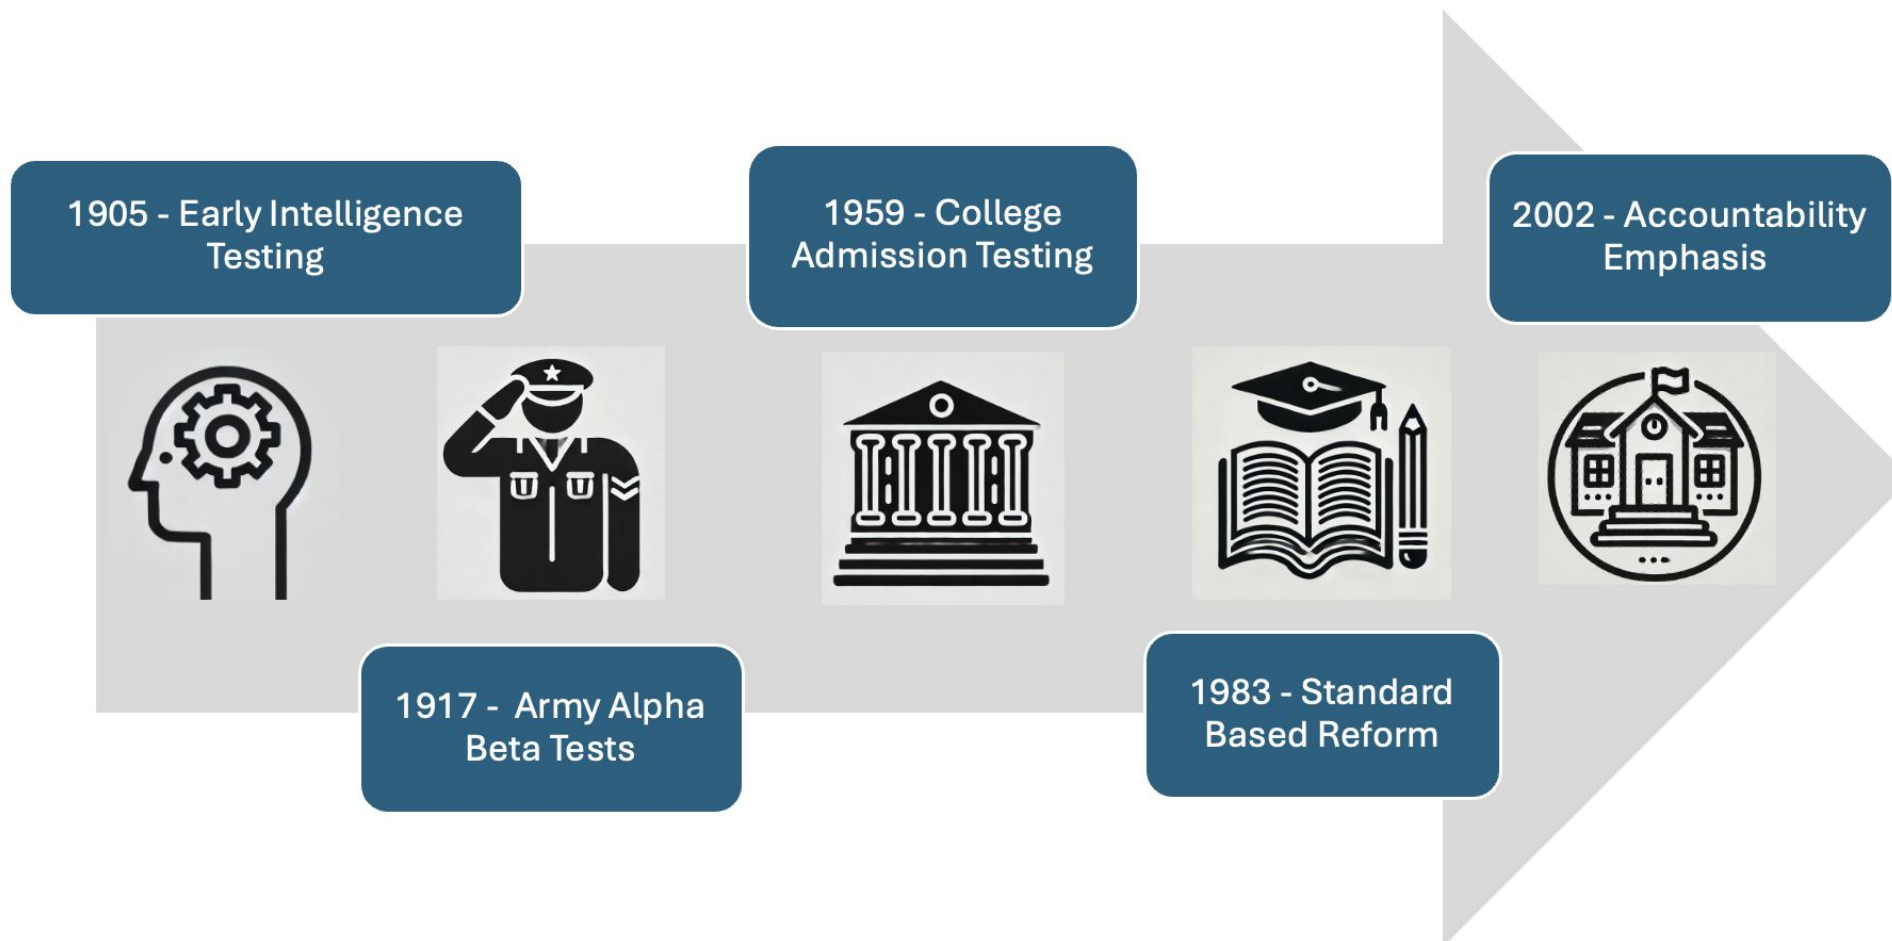 1905 - Early Intelligence
Testing
1917 -  Army Alpha
Beta Tests
1959 - College
Admission Testing
1983 - Standard
Based Reform
2002 - Accountability
Emphasis